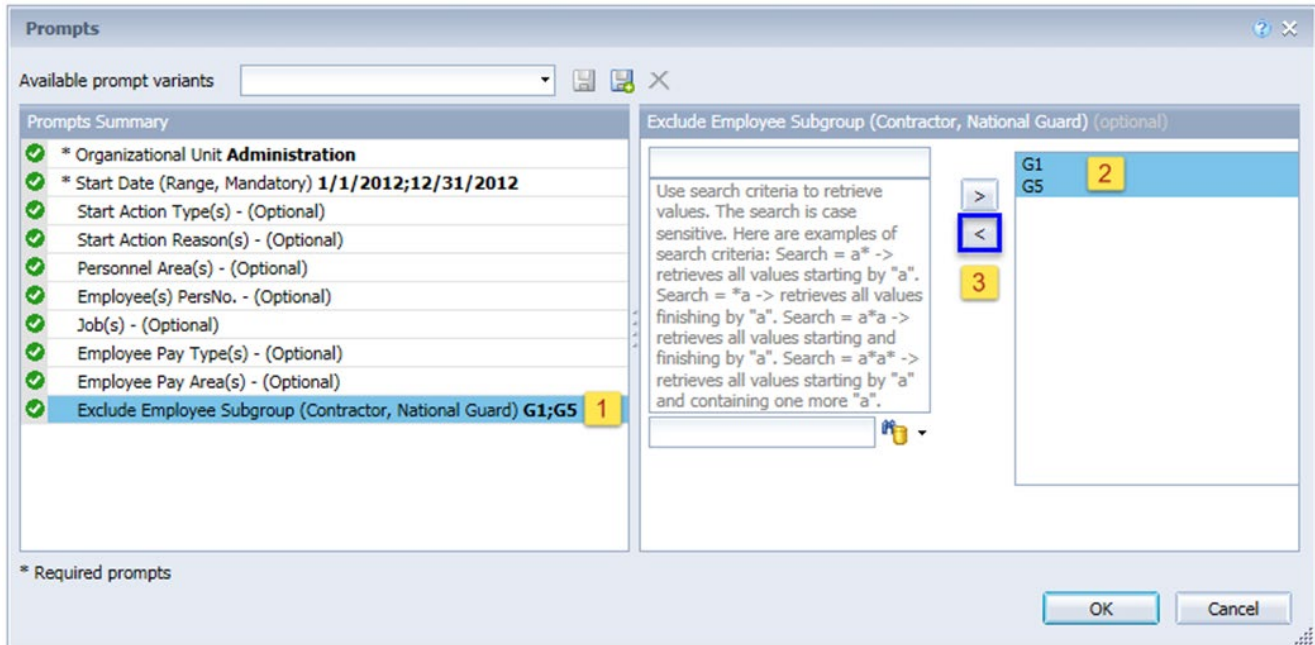 Prompts
Available prompt variants
Prompts Summary
* Organizational Unit Administration
* Start Date (Range, Mandatory) 1/1/2012;12/31/2012
Start Action Type(s) - (Optional)
Start Action Reason(s) - (Optional)
Personnel Area(s) - (Optional)
Employee(s) PersNo. - (Optional)
Job(s) - (Optional)
Employee Pay Type(s) - (Optional)
Employee Pay Area(s) - (Optional)
Exclude Employee Subgroup (Contractor, National Guard) G1;G5 1
Exclude Employee Subgroup (Contractor, National Guard) (optional)
Use search criteria to retrieve
values. The search is case
sensitive. Here are examples of
search criteria: Search = a* ->
retrieves all values starting by "a".
Search = *a -> retrieves all values
finishing by "a". Search = a*a ->
retrieves all values starting and
finishing by "a". Search = a*a* ->
retrieves all values starting by "a"
and containing one more "a".
>
<
3
G1
G5
2
* Required prompts
OK
Cancel